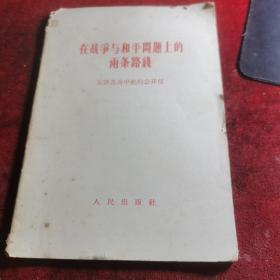 在战爭与和平問題上的
兩条路綫
五評苏共中央的公开信
人民出版社